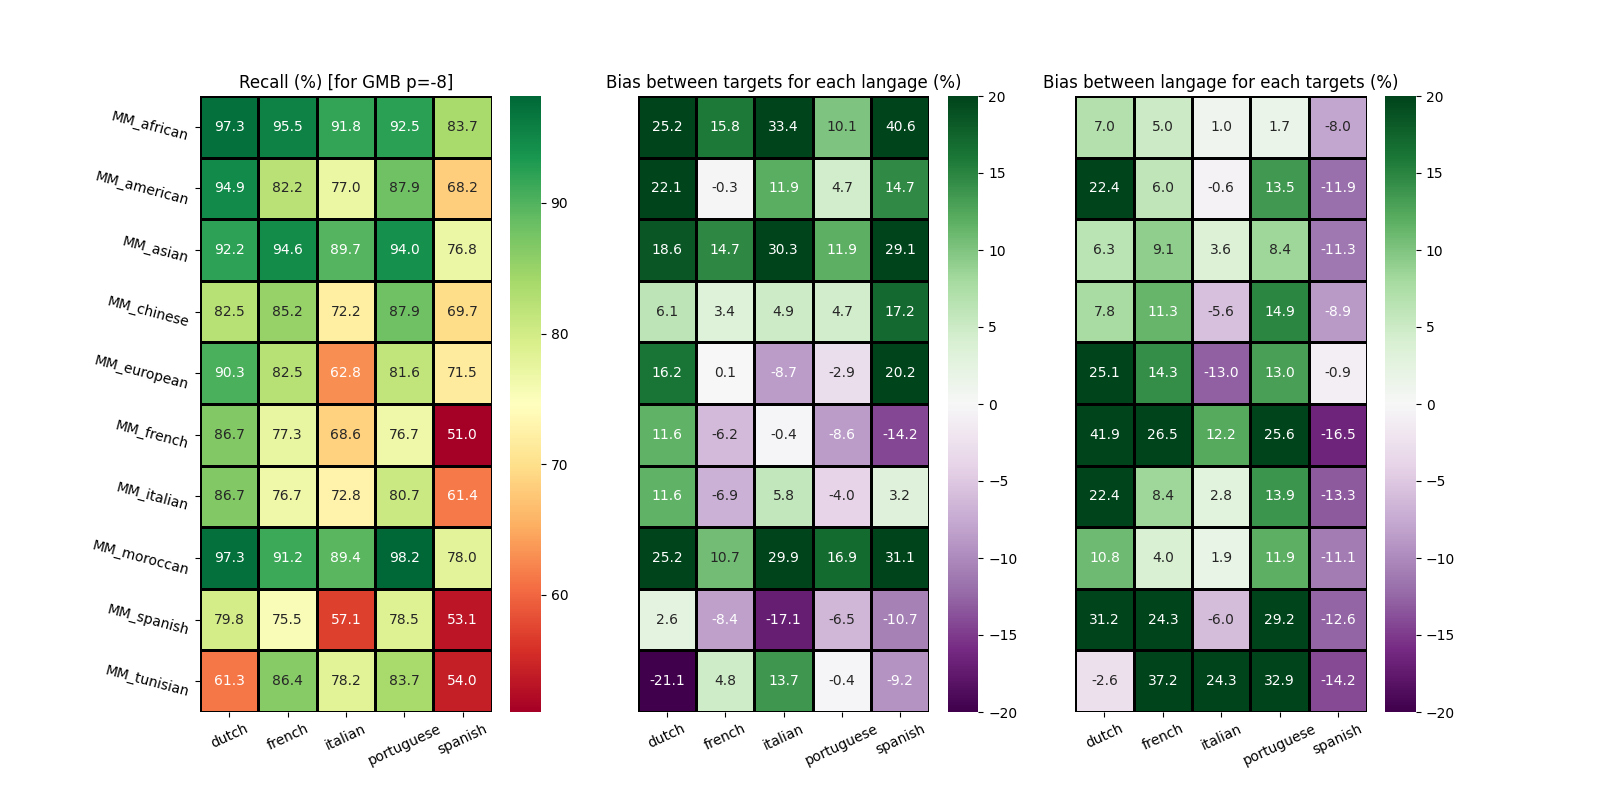 Recall (%) [for GMB p=-8]
Bias between targets for each langage (%)
Bias between langage for each targets (%)
MM_african 97.3 95.5 91.8 92.5 83.7
MM_american 94.9 82.2 77.0 87.9 68.2
MM_asian 92.2 94.6 89.7 94.0 76.8
MM_chinese 82.5 85.2 72.2 87.9 69.7
MM_european 90.3 82.5 62.8 81.6 71.5
MM_french 86.7 77.3 68.6 76.7 51.0
MM_italian 86.7 76.7 72.8 80.7 61.4
MM_moroccan 97.3 91.2 89.4 98.2 78.0
MM_spanish 79.8 75.5 57.1 78.5 53.1
MM_tunisian 61.3 86.4 78.2 83.7 54.0
dutch french italian portuguese spanish
90
80
70
60
25.2 15.8 33.4 10.1 40.6
22.1 -0.3 11.9 4.7 14.7
18.6 14.7 30.3 11.9 29.1
6.1 3.4 4.9 4.7 17.2
16.2 0.1 -8.7 -2.9 20.2
11.6 -6.2 -0.4 -8.6 -14.2
11.6 -6.9 5.8 -4.0 3.2
25.2 10.7 29.9 16.9 31.1
2.6 -8.4 -17.1 -6.5 -10.7
-21.1 4.8 13.7 -0.4 -9.2
dutch french italian portuguese spanish
20
15
10
5
0
−5
−10
−15
−20
7.0 5.0 1.0 1.7 -8.0
22.4 6.0 -0.6 13.5 -11.9
6.3 9.1 3.6 8.4 -11.3
7.8 11.3 -5.6 14.9 -8.9
25.1 14.3 -13.0 13.0 -0.9
41.9 26.5 12.2 25.6 -16.5
22.4 8.4 2.8 13.9 -13.3
10.8 4.0 1.9 11.9 -11.1
31.2 24.3 -6.0 29.2 -12.6
-2.6 37.2 24.3 32.9 -14.2
dutch french italian portuguese spanish
20
15
10
5
0
−5
−10
−15
−20